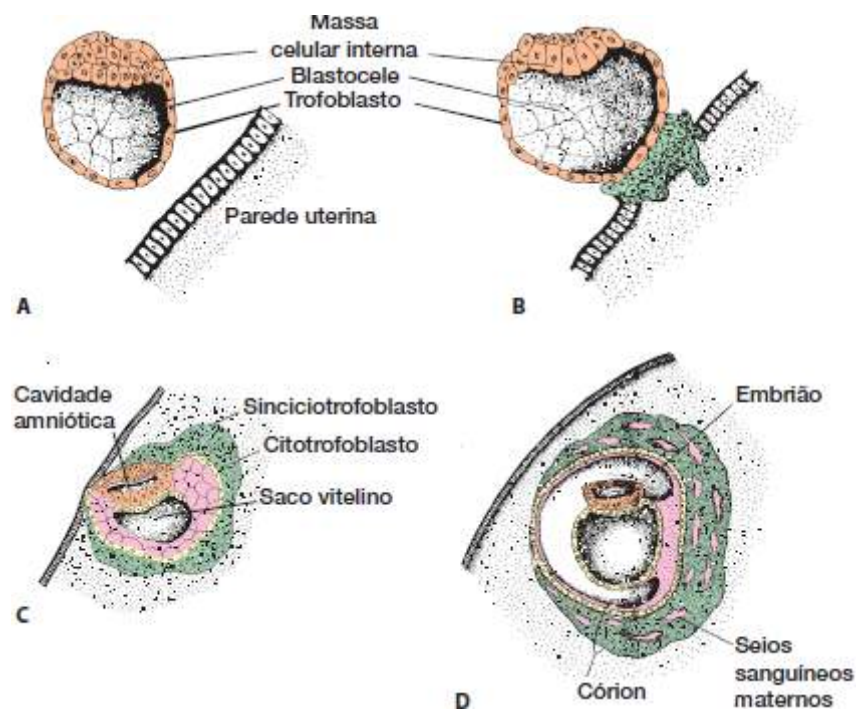 Massa
celular interna
Blastocele
Trofoblasto
Parede uterina
A
B
Cavidade
amniótica
Sinciciotrofoblasto
Citotrofoblasto
Saco vitelino
C
Embrião
Seios
sanguíneos
maternos
Córion
D